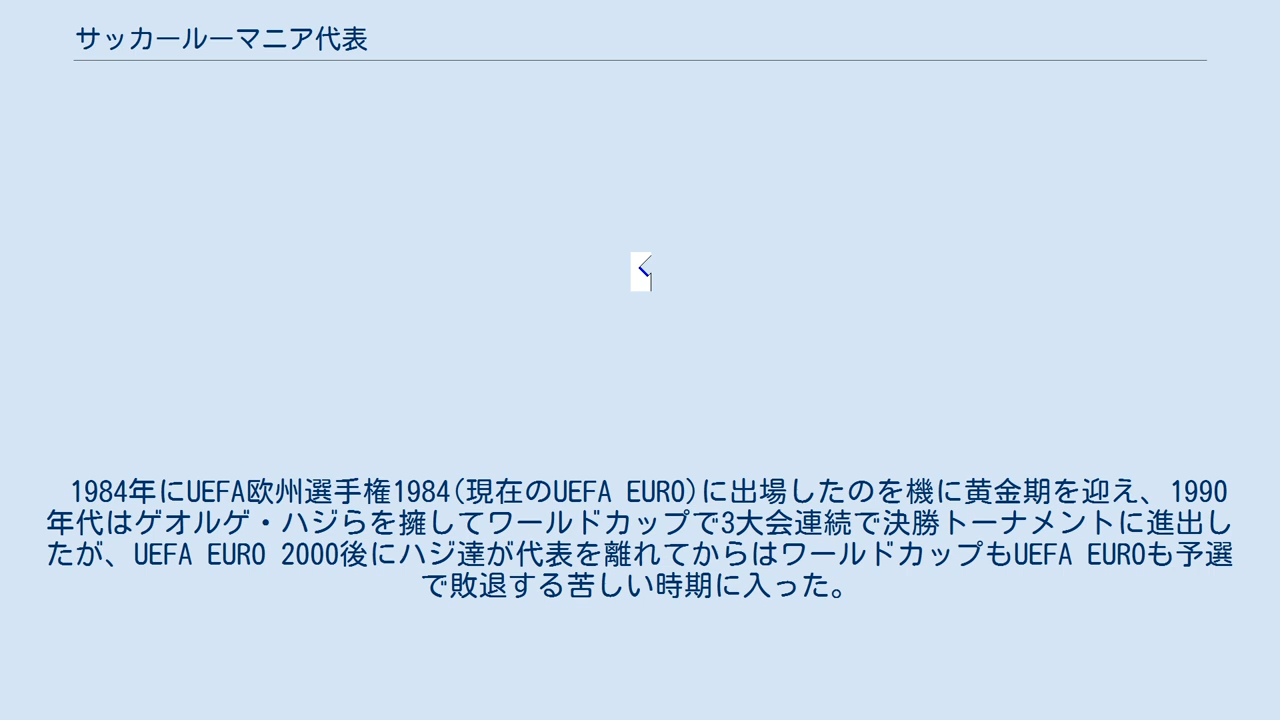 サッカールーマニア代表
1984年にUEFA欧州選手権1984(現在のUEFA EURO)に出場したのを機に黄金期を迎え、1990
年代はゲオルゲ・ハジらを擁してワールドカップで3大会連続で決勝トーナメントに進出し
たが、UEFA EURO 2000後にハジ達が代表を離れてからはワールドカップもUEFA EUROも予選
で敗退する苦しい時期に入った。